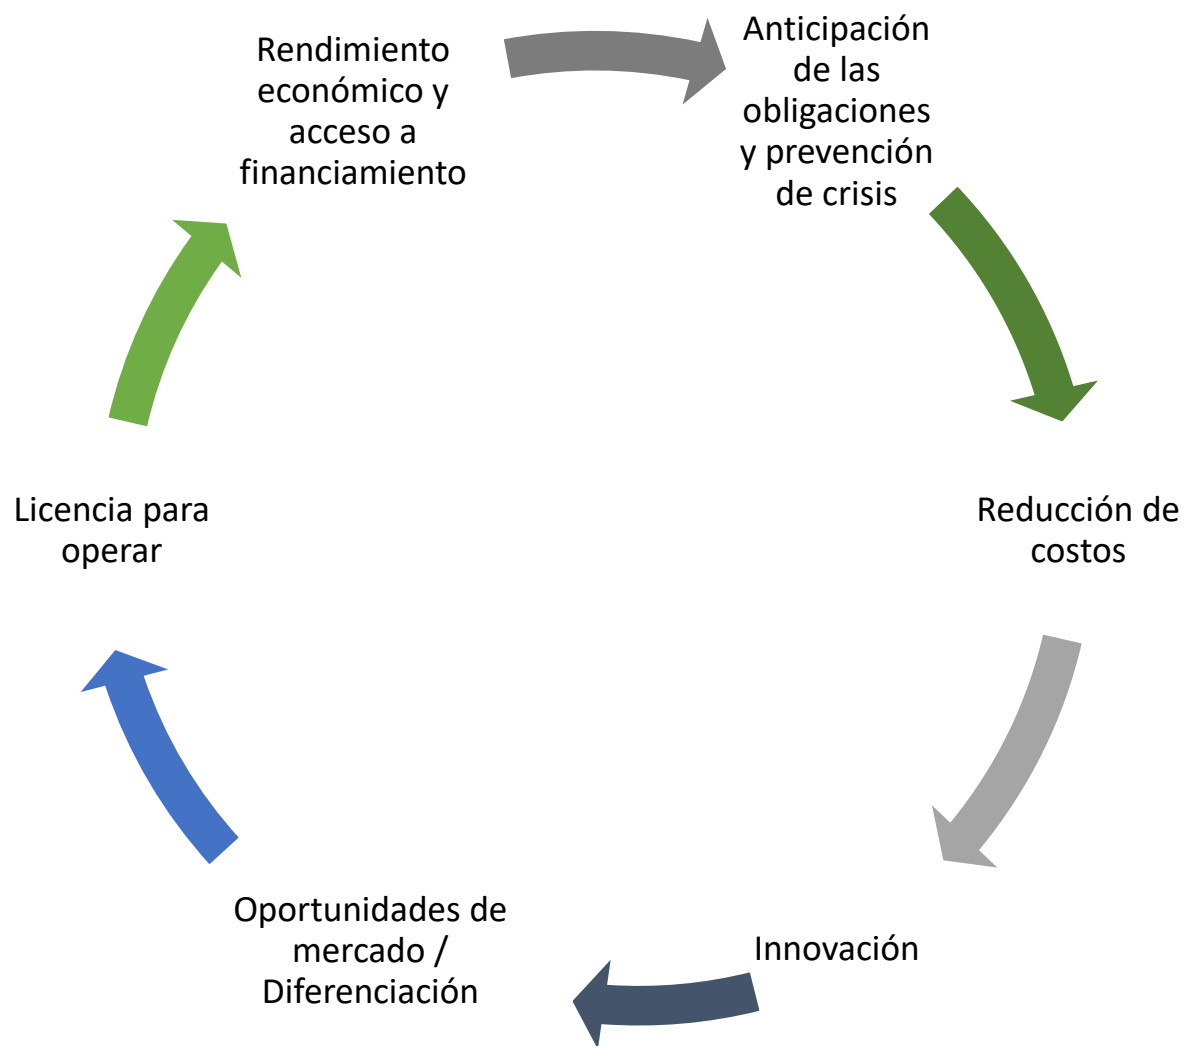 Rendimiento
económico y
acceso a
financiamiento
Anticipación
de las
obligaciones
y prevención
de crisis
Reducción de
costos
Innovación
Oportunidades de
mercado /
Diferenciación
Licencia para
operar